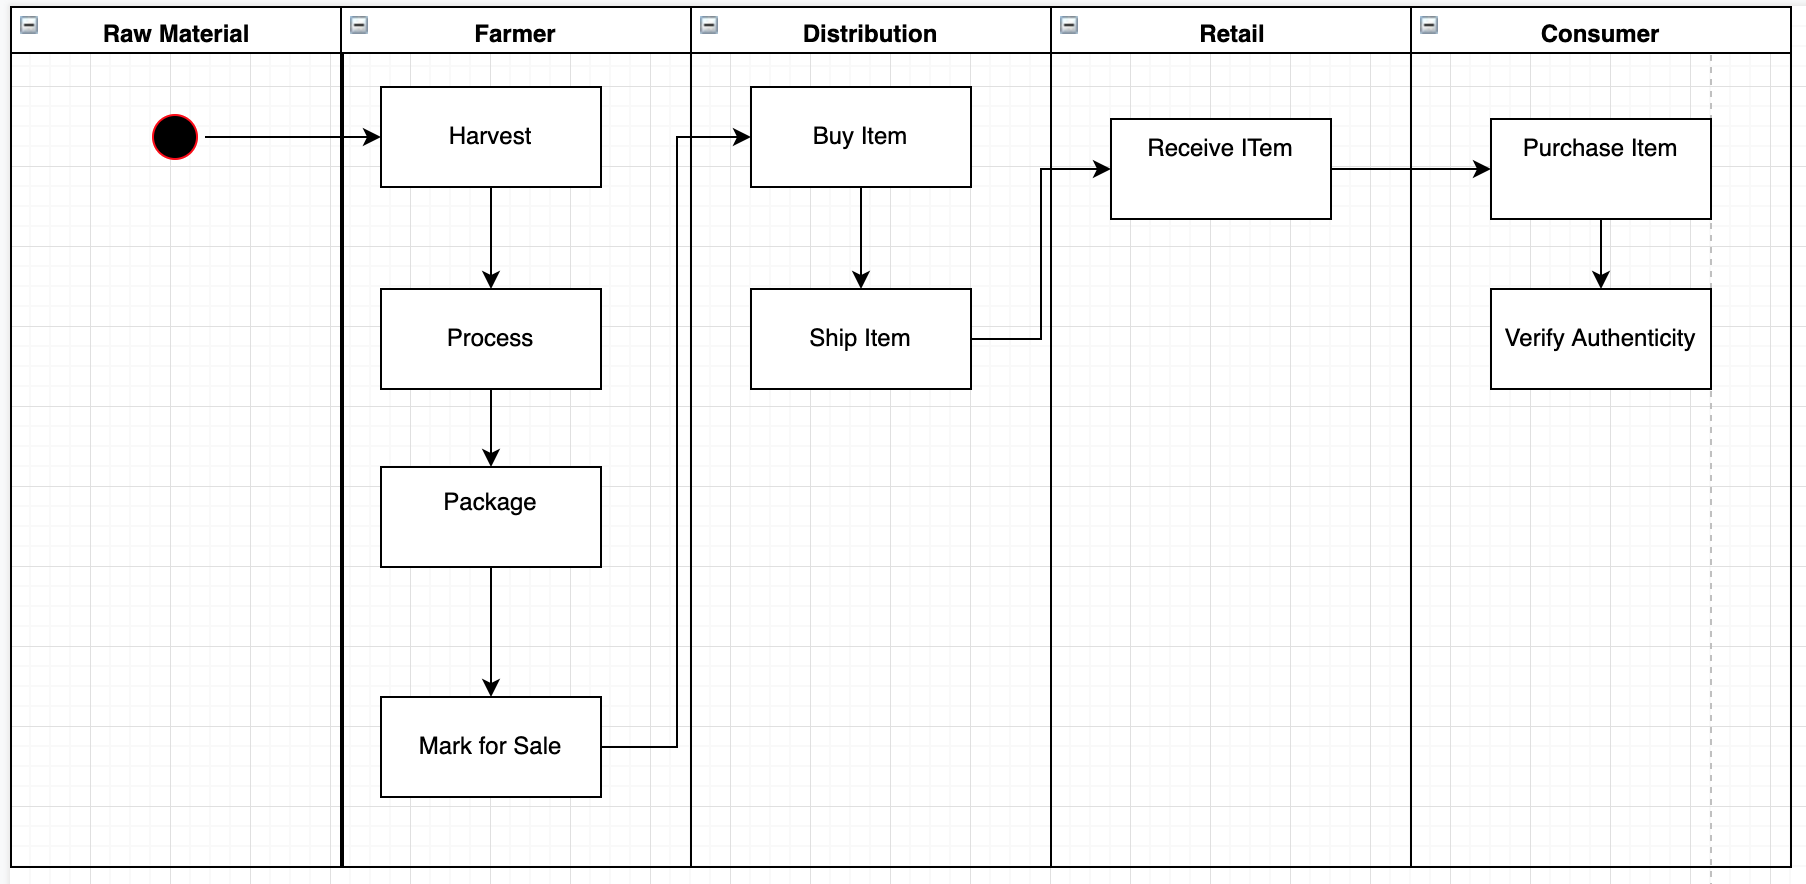 Raw Material
Farmer
Distribution
Retail
Consumer
Harvest
Process
Package
Mark for Sale
Buy Item
Ship Item
Receive ITem
Purchase Item
Verify Authenticity